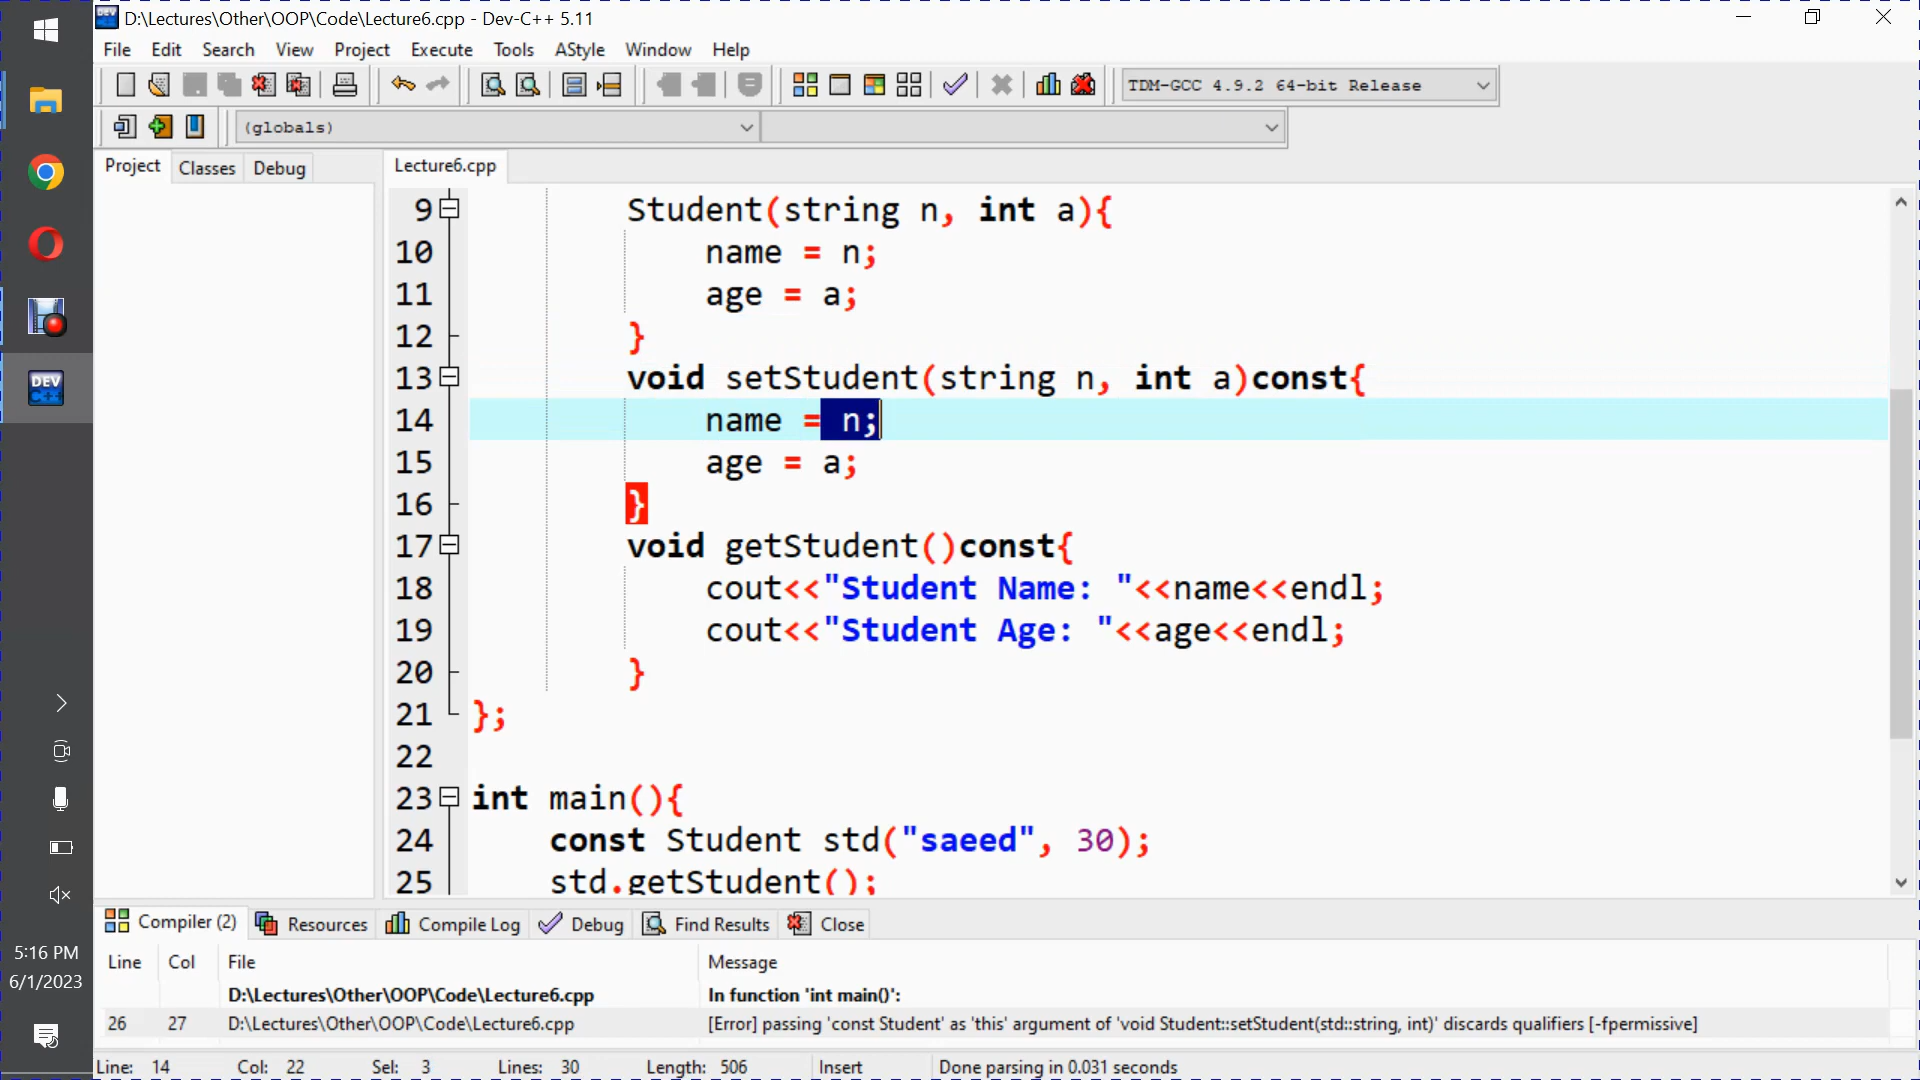 D:\Lectures\Other\OOP\Code\Lecture6.cpp - Dev-C++ 5.11
File Edit Search View Project Execute Tools AStyle Window Help
TDM-GCC 4.9.2 64-bit Release
(globals)
Project Classes Debug Lecture6.cpp
9 Student(string n, int a){
10 name = n;
11 age = a;
12 }
13 void setStudent(string n, int a)const{
14 name = n;
15 age = a;
16 }
17 void getStudent()const{
18 cout<<"Student Name: "<<name<<endl;
19 cout<<"Student Age: "<<age<<endl;
20 }
21 };
22
23 int main(){
24 const Student std("saeed", 30);
25 std.getStudent();
DEV C++
Compiler (2) Resources Compile Log Debug Find Results Close
Line Col File Message
D:\Lectures\Other\OOP\Code\Lecture6.cpp In function 'int main()':
26 27 D:\Lectures\Other\OOP\Code\Lecture6.cpp [Error] passing 'const Student' as 'this' argument of 'void Student::setStudent(std::string, int)' discards qualifiers [-fpermissive]
Line: 14 Col: 22 Sel: 3 Lines: 30 Length: 506 Insert Done parsing in 0.031 seconds
5:16 PM
6/1/2023